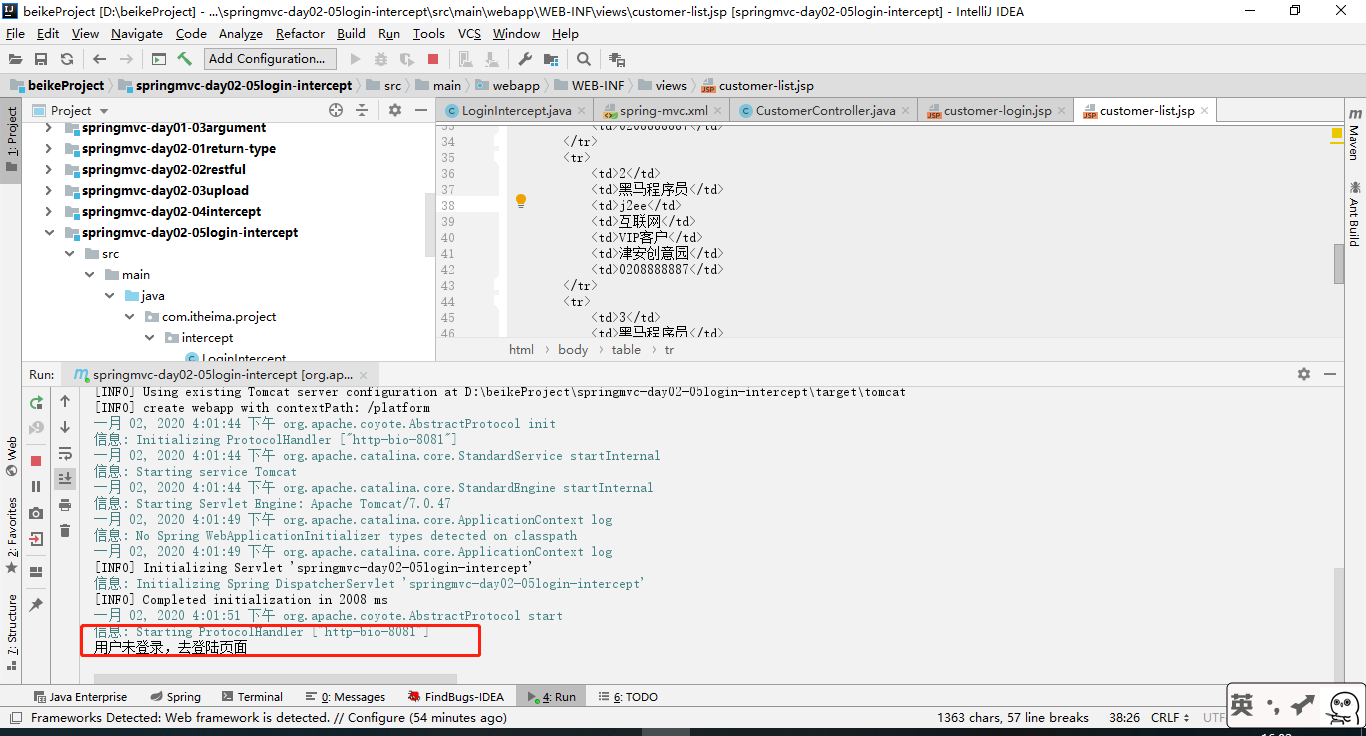 beikeProject [D:\beikeProject] - ...\springmvc-day02-05login-intercept\src\main\webapp\WEB-INF\views\customer-list.jsp [springmvc-day02-05login-intercept] - IntelliJ IDEA
File Edit View Navigate Code Analyze Refactor Build Run Tools VCS Window Help
Add Configuration...
beikeProject springmvc-day02-05login-intercept src main webapp WEB-INF views customer-list.jsp
1: Project
Project
LoginIntercept.java spring-mvc.xml CustomerController.java customer-login.jsp customer-list.jsp
springmvc-day01-03argument
springmvc-day02-01return-type
springmvc-day02-02restful
springmvc-day02-03upload
springmvc-day02-04intercept
springmvc-day02-05login-intercept
src
main
java
com.itheima.project
intercept
LoginIntercept
33 <td>0208888887</td>
34 </tr>
35 <tr>
36 <td>2</td>
37 <td>黑马程序员</td>
38 <td>j2ee</td>
39 <td>互联网</td>
40 <td>VIP客户</td>
41 <td>津安创意园</td>
42 <td>0208888887</td>
43 </tr>
44 <tr>
45 <td>3</td>
46 <td>黑马程序员</td>
html body table tr
Maven
Ant Build
Run: springmvc-day02-05login-intercept [org.ap...
[INFO] Using existing Tomcat server configuration at D:\beikeProject\springmvc-day02-05login-intercept\target\tomcat
[INFO] create webapp with contextPath: /platform
一月 02, 2020 4:01:44 下午 org.apache.coyote.AbstractProtocol init
信息: Initializing ProtocolHandler ["http-bio-8081"]
一月 02, 2020 4:01:44 下午 org.apache.catalina.core.StandardService startInternal
信息: Starting service Tomcat
一月 02, 2020 4:01:44 下午 org.apache.catalina.core.StandardEngine startInternal
信息: Starting Servlet Engine: Apache Tomcat/7.0.47
一月 02, 2020 4:01:49 下午 org.apache.catalina.core.ApplicationContext log
信息: No Spring WebApplicationInitializer types detected on classpath
一月 02, 2020 4:01:49 下午 org.apache.catalina.core.ApplicationContext log
[INFO] Initializing Servlet 'springmvc-day02-05login-intercept'
信息: Initializing Spring DispatcherServlet 'springmvc-day02-05login-intercept'
[INFO] Completed initialization in 2008 ms
一月 02, 2020 4:01:51 下午 org.apache.coyote.AbstractProtocol start
信息: Starting ProtocolHandler ["http-bio-8081"]
用户未登录，去登陆页面
Web
2: Favorites
7: Structure
Java Enterprise Spring Terminal 0: Messages FindBugs-IDEA 4: Run 6: TODO
Frameworks Detected: Web framework is detected. // Configure (54 minutes ago)
1363 chars, 57 line breaks 38:26 CRLF UTF
英